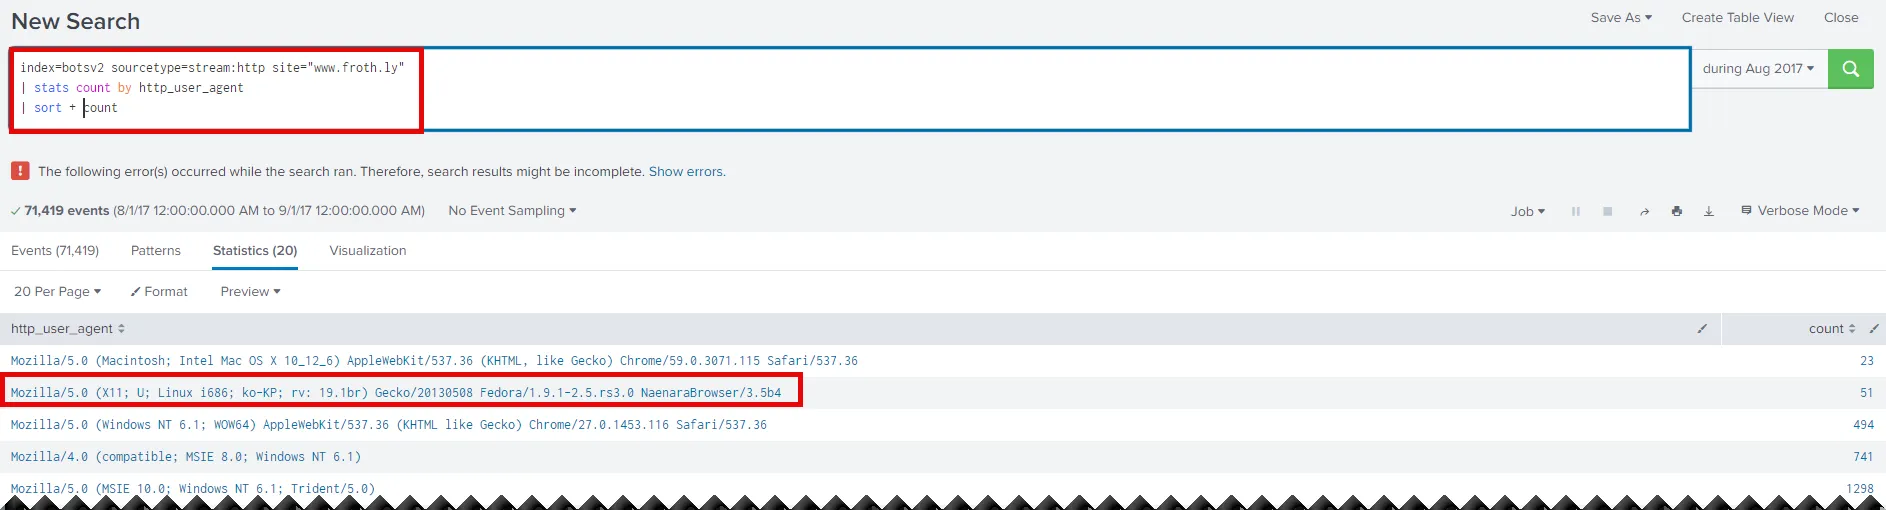 New Search
Save As Create Table View Close
index=botsv2 sourcetype=stream:http site="www.froth.ly"
| stats count by http_user_agent
| sort + count
during Aug 2017
! The following error(s) occurred while the search ran. Therefore, search results might be incomplete. Show errors.
71,419 events (8/1/17 12:00:00.000 AM to 9/1/17 12:00:00.000 AM) No Event Sampling
Job Verbose Mode
Events (71,419) Patterns Statistics (20) Visualization
20 Per Page Format Preview
http_user_agent count
Mozilla/5.0 (Macintosh; Intel Mac OS X 10_12_6) AppleWebKit/537.36 (KHTML, like Gecko) Chrome/59.0.3071.115 Safari/537.36 23
Mozilla/5.0 (X11; U; Linux i686; ko-KP; rv: 19.1br) Gecko/20130508 Fedora/1.9.1-2.5.rs3.0 NaenaraBrowser/3.5b4 51
Mozilla/5.0 (Windows NT 6.1; WOW64) AppleWebKit/537.36 (KHTML like Gecko) Chrome/27.0.1453.116 Safari/537.36 494
Mozilla/4.0 (compatible; MSIE 8.0; Windows NT 6.1) 741
Mozilla/5.0 (MSIE 10.0; Windows NT 6.1; Trident/5.0) 1298